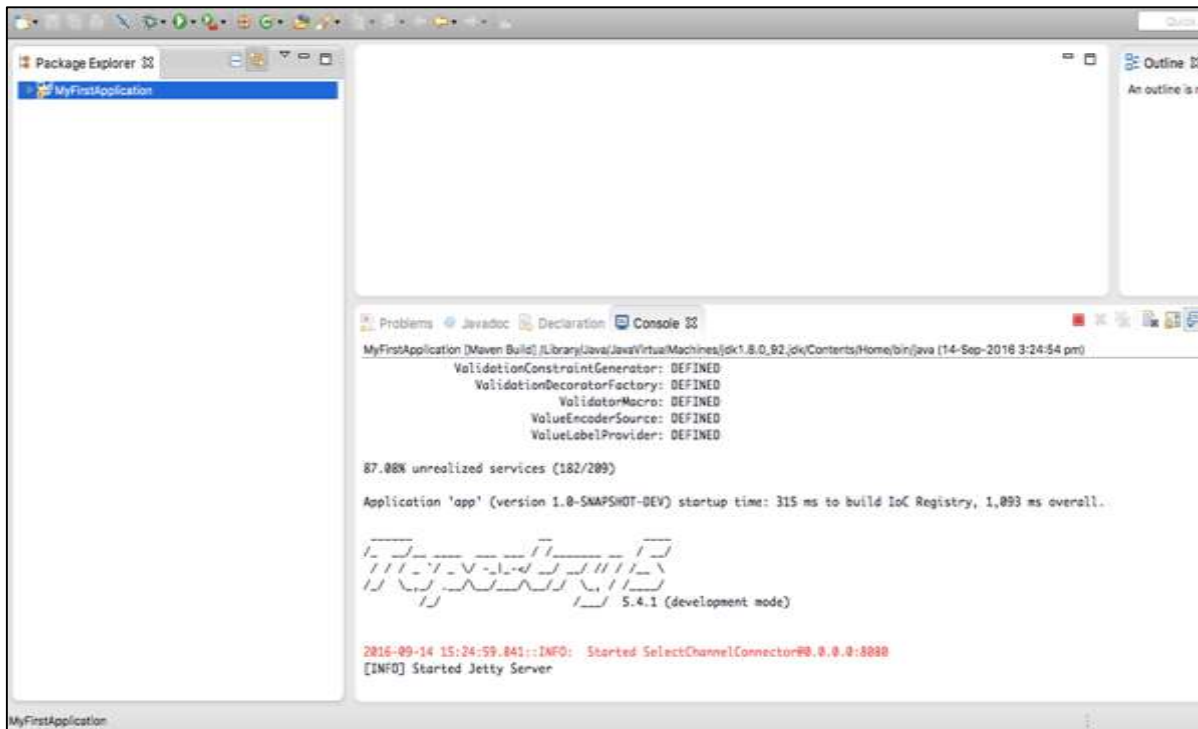 Quick
Package Explorer
Outline
MyFirstApplication
An outline is
Problems Javadoc Declaration Console
MyFirstApplication [Maven Build] /Library/Java/JavaVirtualMachines/jdk1.8.0_92.jdk/Contents/Home/bin/java (14-Sep-2016 3:24:54 pm)
ValidationConstraintGenerator: DEFINED
ValidationDecoratorFactory: DEFINED
ValidatorMacro: DEFINED
ValueEncoderSource: DEFINED
ValueLabelProvider: DEFINED
87.08% unrealized services (182/209)
Application 'app' (version 1.0-SNAPSHOT-DEV) startup time: 315 ms to build IoC Registry, 1,093 ms overall.
5.4.1 (development mode)
2016-09-14 15:24:59.841::INFO: Started SelectChannelConnector@0.0.0.0:8080
[INFO] Started Jetty Server
MyFirstApplication